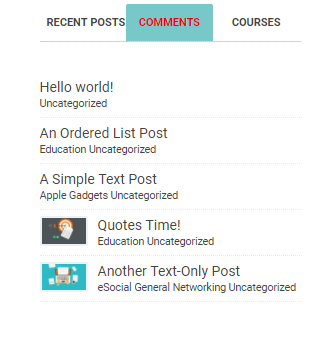 RECENT POSTS COMMENTS COURSES
Hello world!
Uncategorized
An Ordered List Post
Education Uncategorized
A Simple Text Post
Apple Gadgets Uncategorized
Quotes Time!
Education Uncategorized
Another Text-Only Post
eSocial General Networking Uncategorized